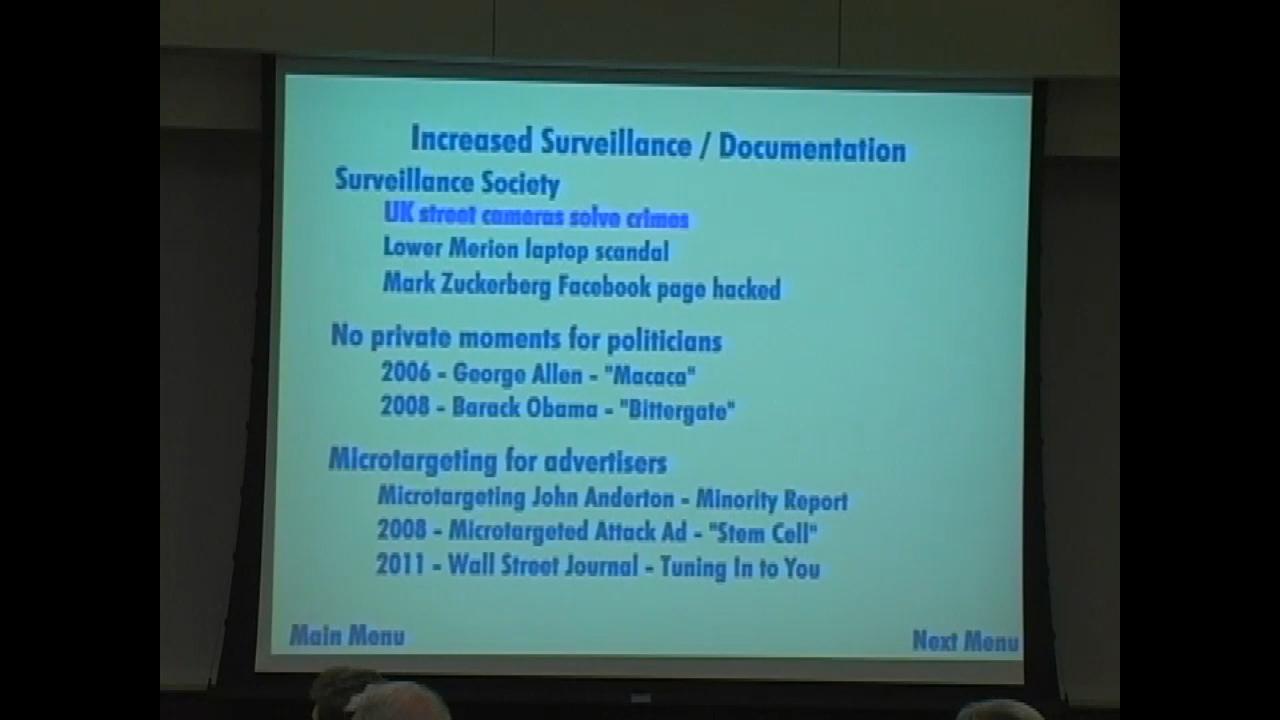 Increased Surveillance / Documentation
Surveillance Society
UK street cameras solve crimes
Lower Merion laptop scandal
Mark Zuckerberg Facebook page hacked
No private moments for politicians
2006 - George Allen - "Macaca"
2008 - Barack Obama - "Bittergate"
Microtargeting for advertisers
Microtargeting John Anderton - Minority Report
2008 - Microtargeted Attack Ad - "Stem Cell"
2011 - Wall Street Journal - Tuning In to You
Main Menu
Next Menu